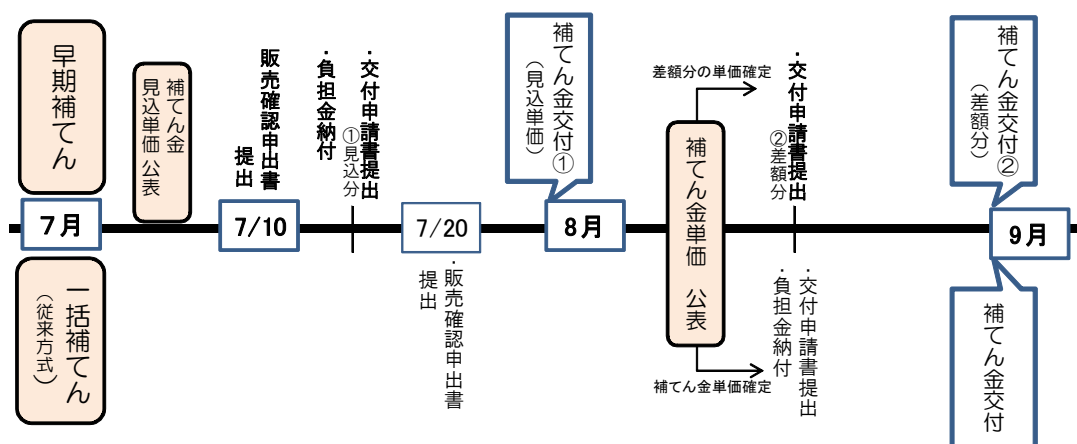 早期補てん
補てん金
見込単価 公表
販売確認申出書
提出
・交付申請書提出
①見込分
・負担金納付
補てん金交付①
（見込単価）
差額分の単価確定
・交付申請書提出
②差額分
補てん金交付②
（差額分）
7月
7/10
7/20
8月
補てん金単価 公表
9月
一括補てん
（従来方式）
・販売確認申出書
提出
補てん金単価確定
・交付申請書提出
・負担金納付
補てん金交付